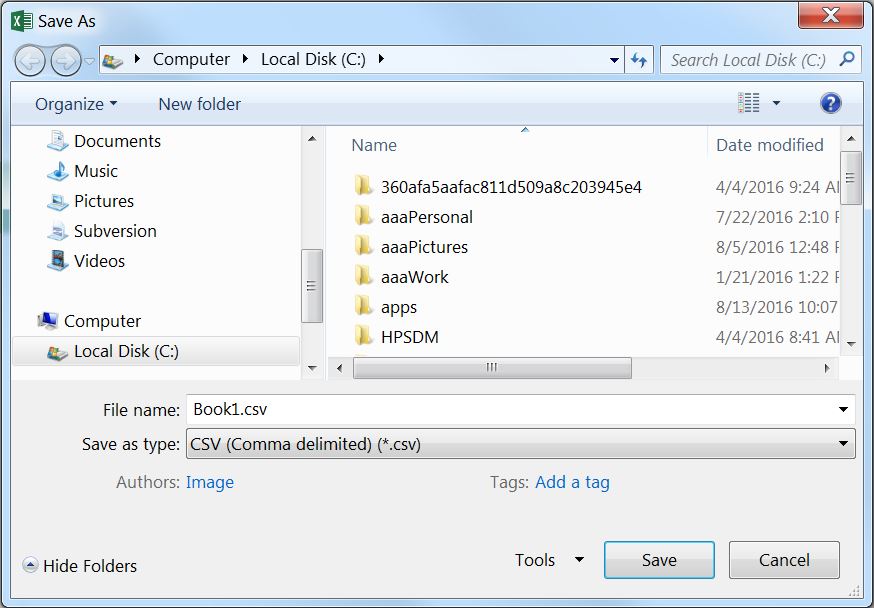 Save As
Computer Local Disk (C:)
Search Local Disk (C:)
Organize New folder
Documents
Music
Pictures
Subversion
Videos
Computer
Local Disk (C:)
Name Date modified
360afa5aafac811d509a8c203945e4 4/4/2016 9:24 A
aaaPersonal 7/22/2016 2:10
aaaPictures 8/5/2016 12:48
aaaWork 1/21/2016 1:22
apps 8/13/2016 10:07
HPSDM 4/4/2016 8:41 A
File name: Book1.csv
Save as type: CSV (Comma delimited) (*.csv)
Authors: Image Tags: Add a tag
Hide Folders Tools Save Cancel